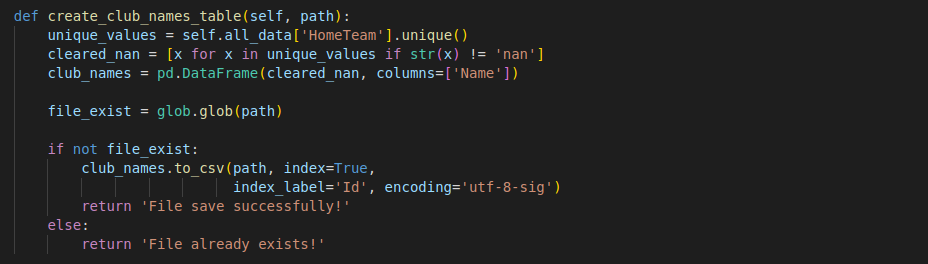 def create_club_names_table(self, path):
    unique_values = self.all_data['HomeTeam'].unique()
    cleared_nan = [x for x in unique_values if str(x) != 'nan']
    club_names = pd.DataFrame(cleared_nan, columns=['Name'])

    file_exist = glob.glob(path)

    if not file_exist:
        club_names.to_csv(path, index=True,
                          index_label='Id', encoding='utf-8-sig')
        return 'File save successfully!'
    else:
        return 'File already exists!'